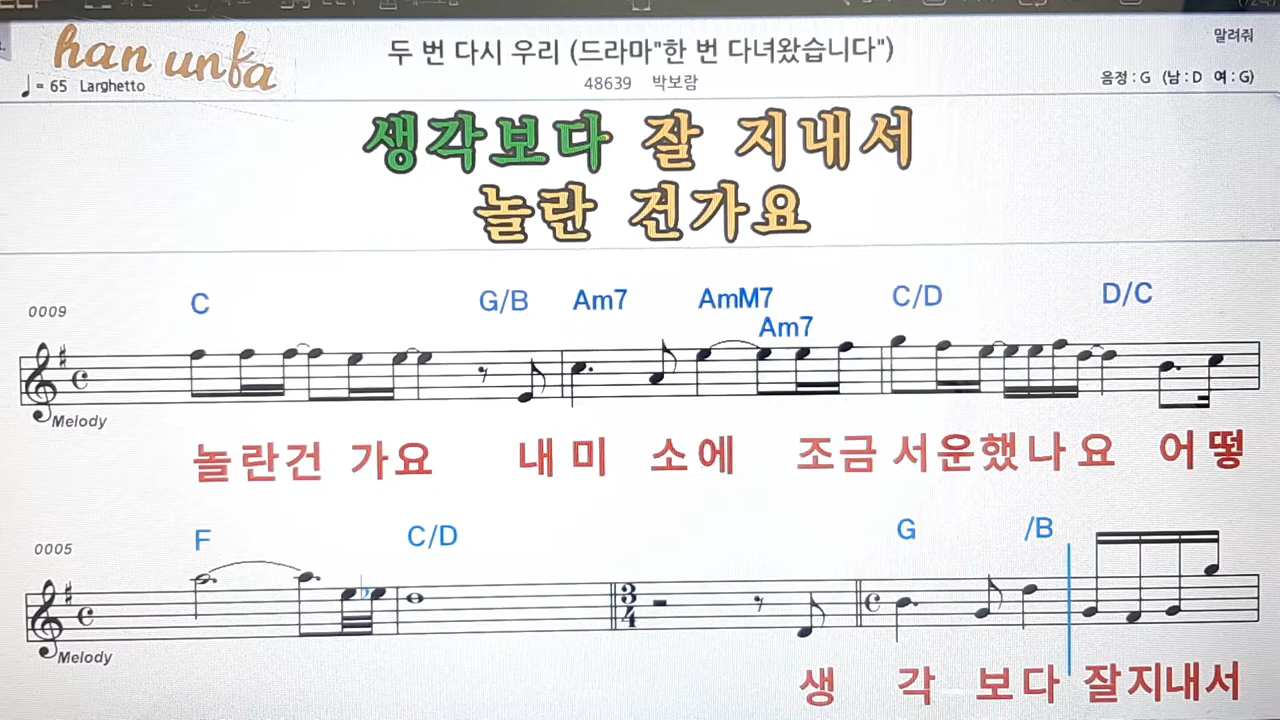 han unfa
두 번 다시 우리 (드라마"한 번 다녀왔습니다")
말려줘
= 65 Larghetto
48639 박보람
음정 : G (남 : D 여 : G)
생각보다 잘 지내서
놀란 건가요
C G/B Am7 AmM7 C/D D/C
Am7
0009
Melody
놀란건 가요 내 미 소에 조금 서운했나 요 어 떻
F C/D G /B
0005
3
4
Melody
생 각 보다 잘지내서